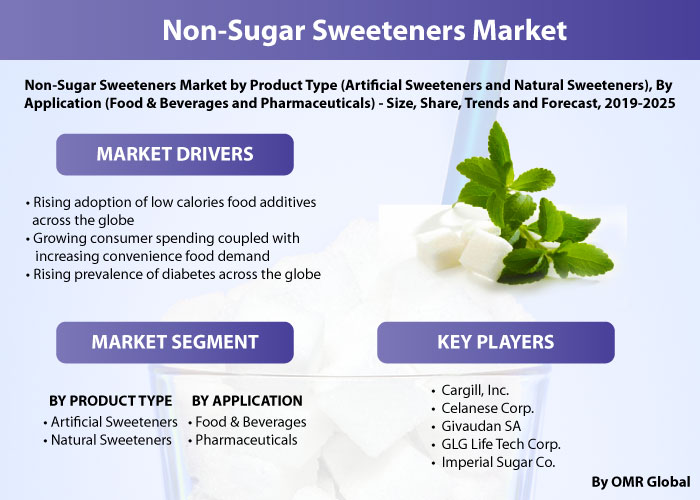 Non-Sugar Sweeteners Market
Non-Sugar Sweeteners Market by Product Type (Artificial Sweeteners and Natural Sweeteners), By
Application (Food & Beverages and Pharmaceuticals) - Size, Share, Trends and Forecast, 2019-2025
MARKET DRIVERS
• Rising adoption of low calories food additives
across the globe
• Growing consumer spending coupled with
increasing convenience food demand
• Rising prevalence of diabetes across the globe
MARKET SEGMENT
BY PRODUCT TYPE
• Artificial Sweeteners
• Natural Sweeteners
BY APPLICATION
• Food & Beverages
• Pharmaceuticals
KEY PLAYERS
• Cargill, Inc.
• Celanese Corp.
• Givaudan SA
• GLG Life Tech Corp.
• Imperial Sugar Co.
By OMR Global